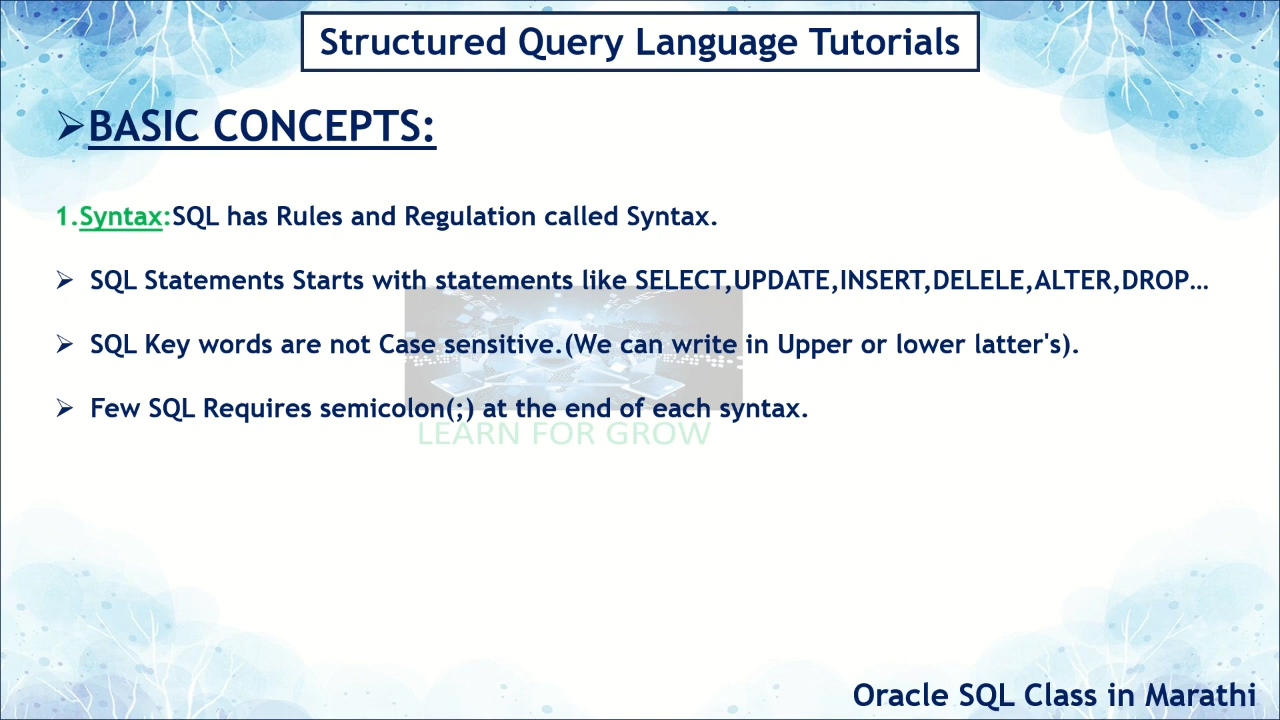 Structured Query Language Tutorials
➢BASIC CONCEPTS:
1.Syntax:SQL has Rules and Regulation called Syntax.
➢ SQL Statements Starts with statements like SELECT,UPDATE,INSERT,DELELE,ALTER,DROP…
➢ SQL Key words are not Case sensitive.(We can write in Upper or lower latter's).
➢ Few SQL Requires semicolon(;) at the end of each syntax.
LEARN FOR GROW
Oracle SQL Class in Marathi